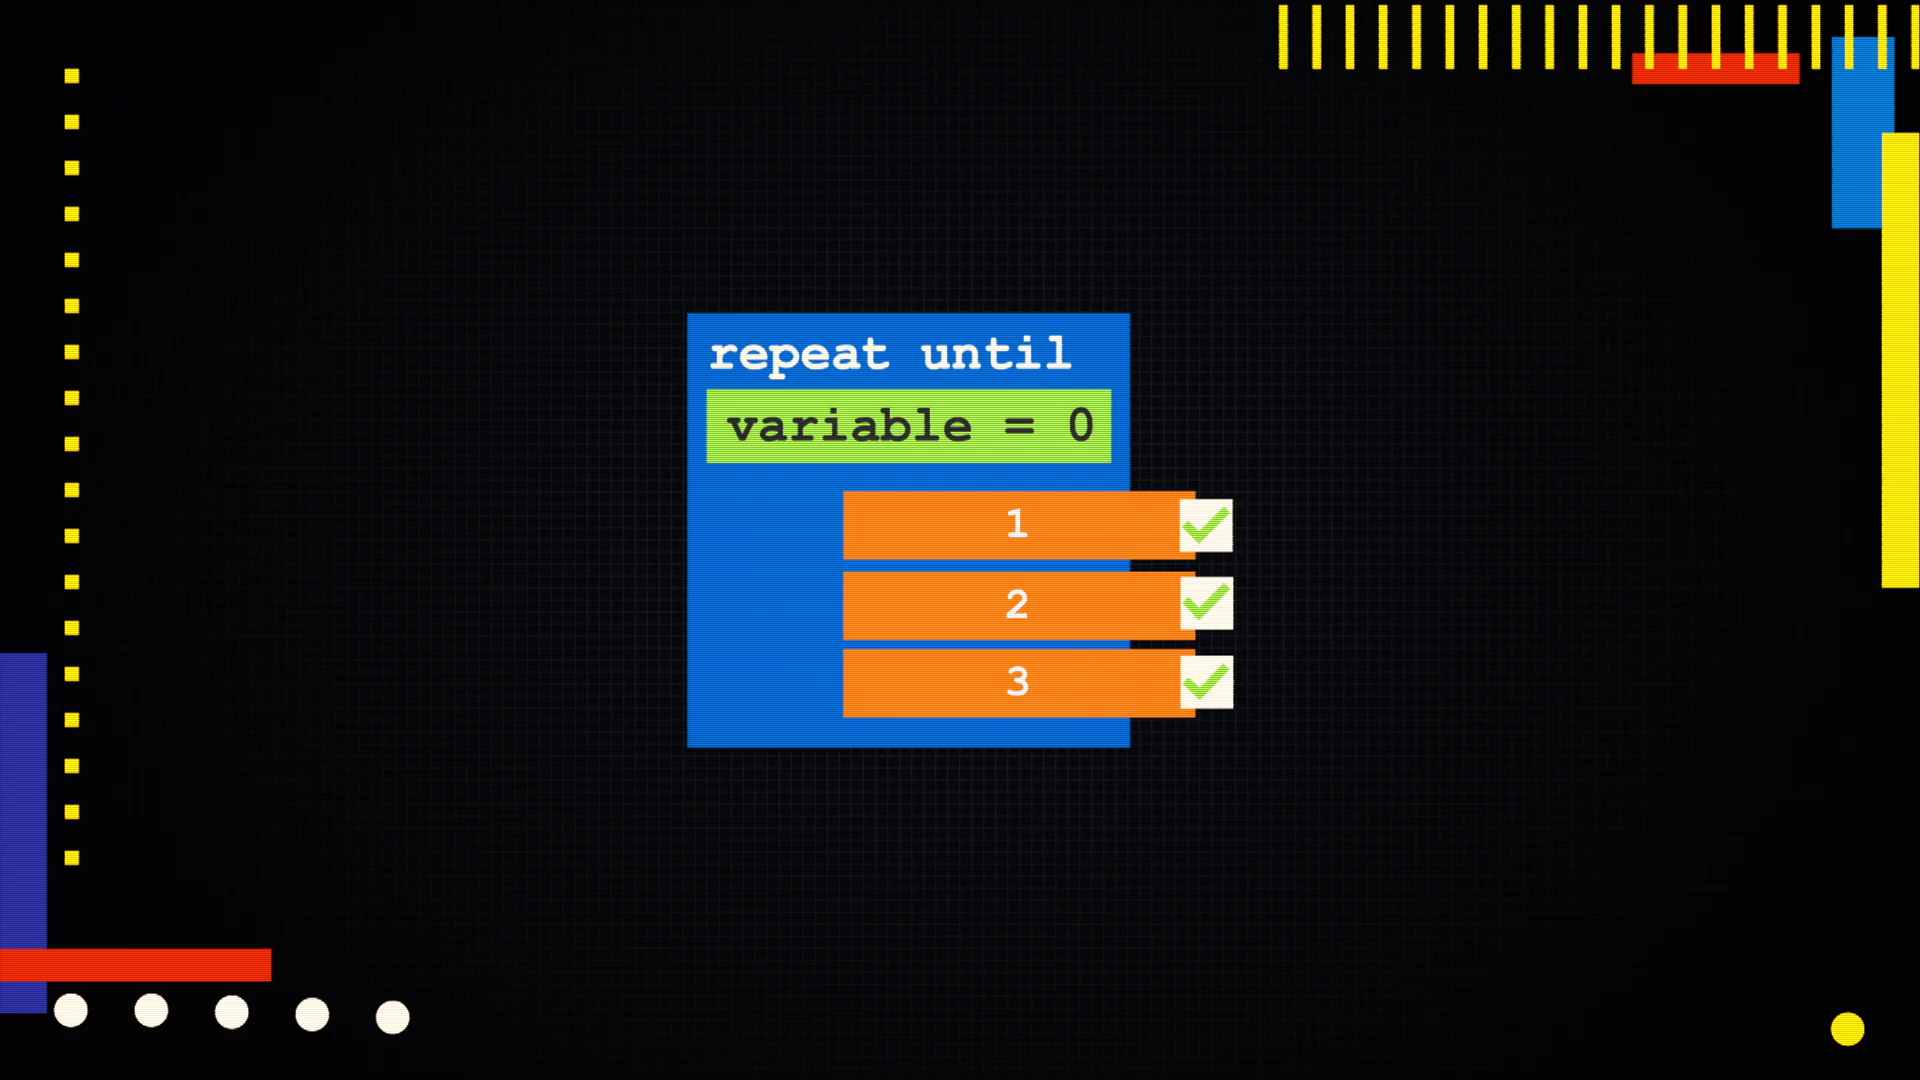 repeat until
variable = 0
1
2
3